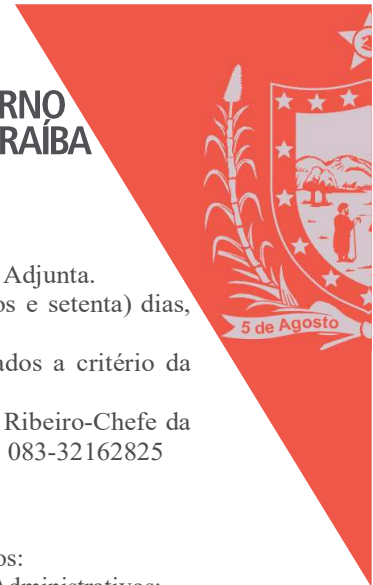 RNO
RAÍBA
Adjunta.
os e setenta) dias,
5 de Agosto
ados a critério da
Ribeiro-Chefe da
083-32162825
os: